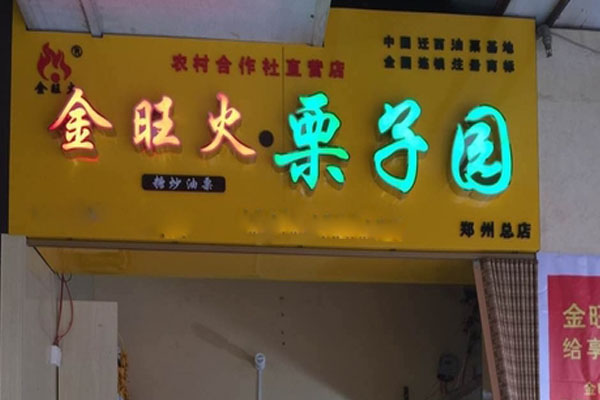 ®
金旺火
农村合作社直营店
中国迁西油栗基地
全国连锁注册商标
金旺火·栗子园
糖炒油栗
郑州总店
金旺
给享